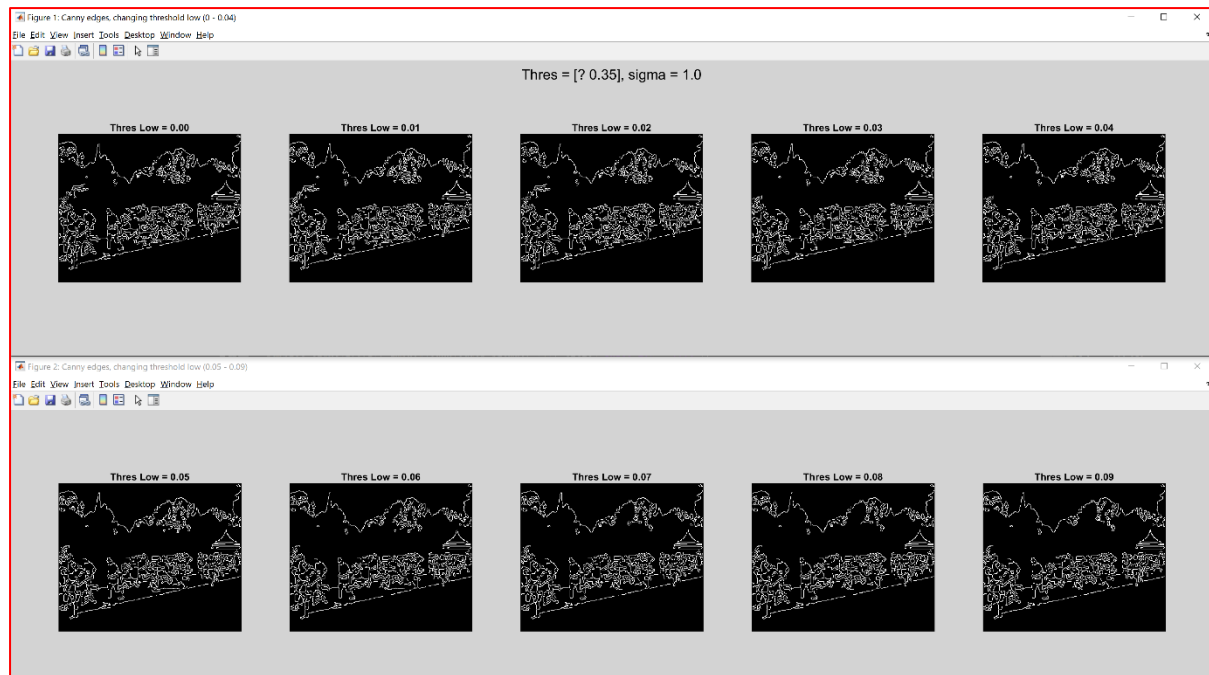 Figure 1: Canny edges, changing threshold low (0 - 0.04)
File Edit View Insert Tools Desktop Window Help
Thres = [? 0.35], sigma = 1.0
Thres Low = 0.00 Thres Low = 0.01 Thres Low = 0.02 Thres Low = 0.03 Thres Low = 0.04
Figure 2: Canny edges, changing threshold low (0.05 - 0.09)
File Edit View Insert Tools Desktop Window Help
Thres Low = 0.05 Thres Low = 0.06 Thres Low = 0.07 Thres Low = 0.08 Thres Low = 0.09